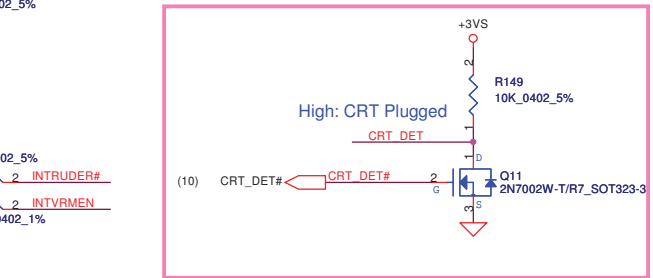 02_5%
+3VS
2
R149
10K_0402_5%
High: CRT Plugged
1
CRT_DET
1
D
02_5%
2 INTRUDER#
(10) CRT_DET# CRT_DET# 2
G
Q11
2N7002W-T/R7_SOT323-3
S
3
2 INTVRMEN
0402_1%